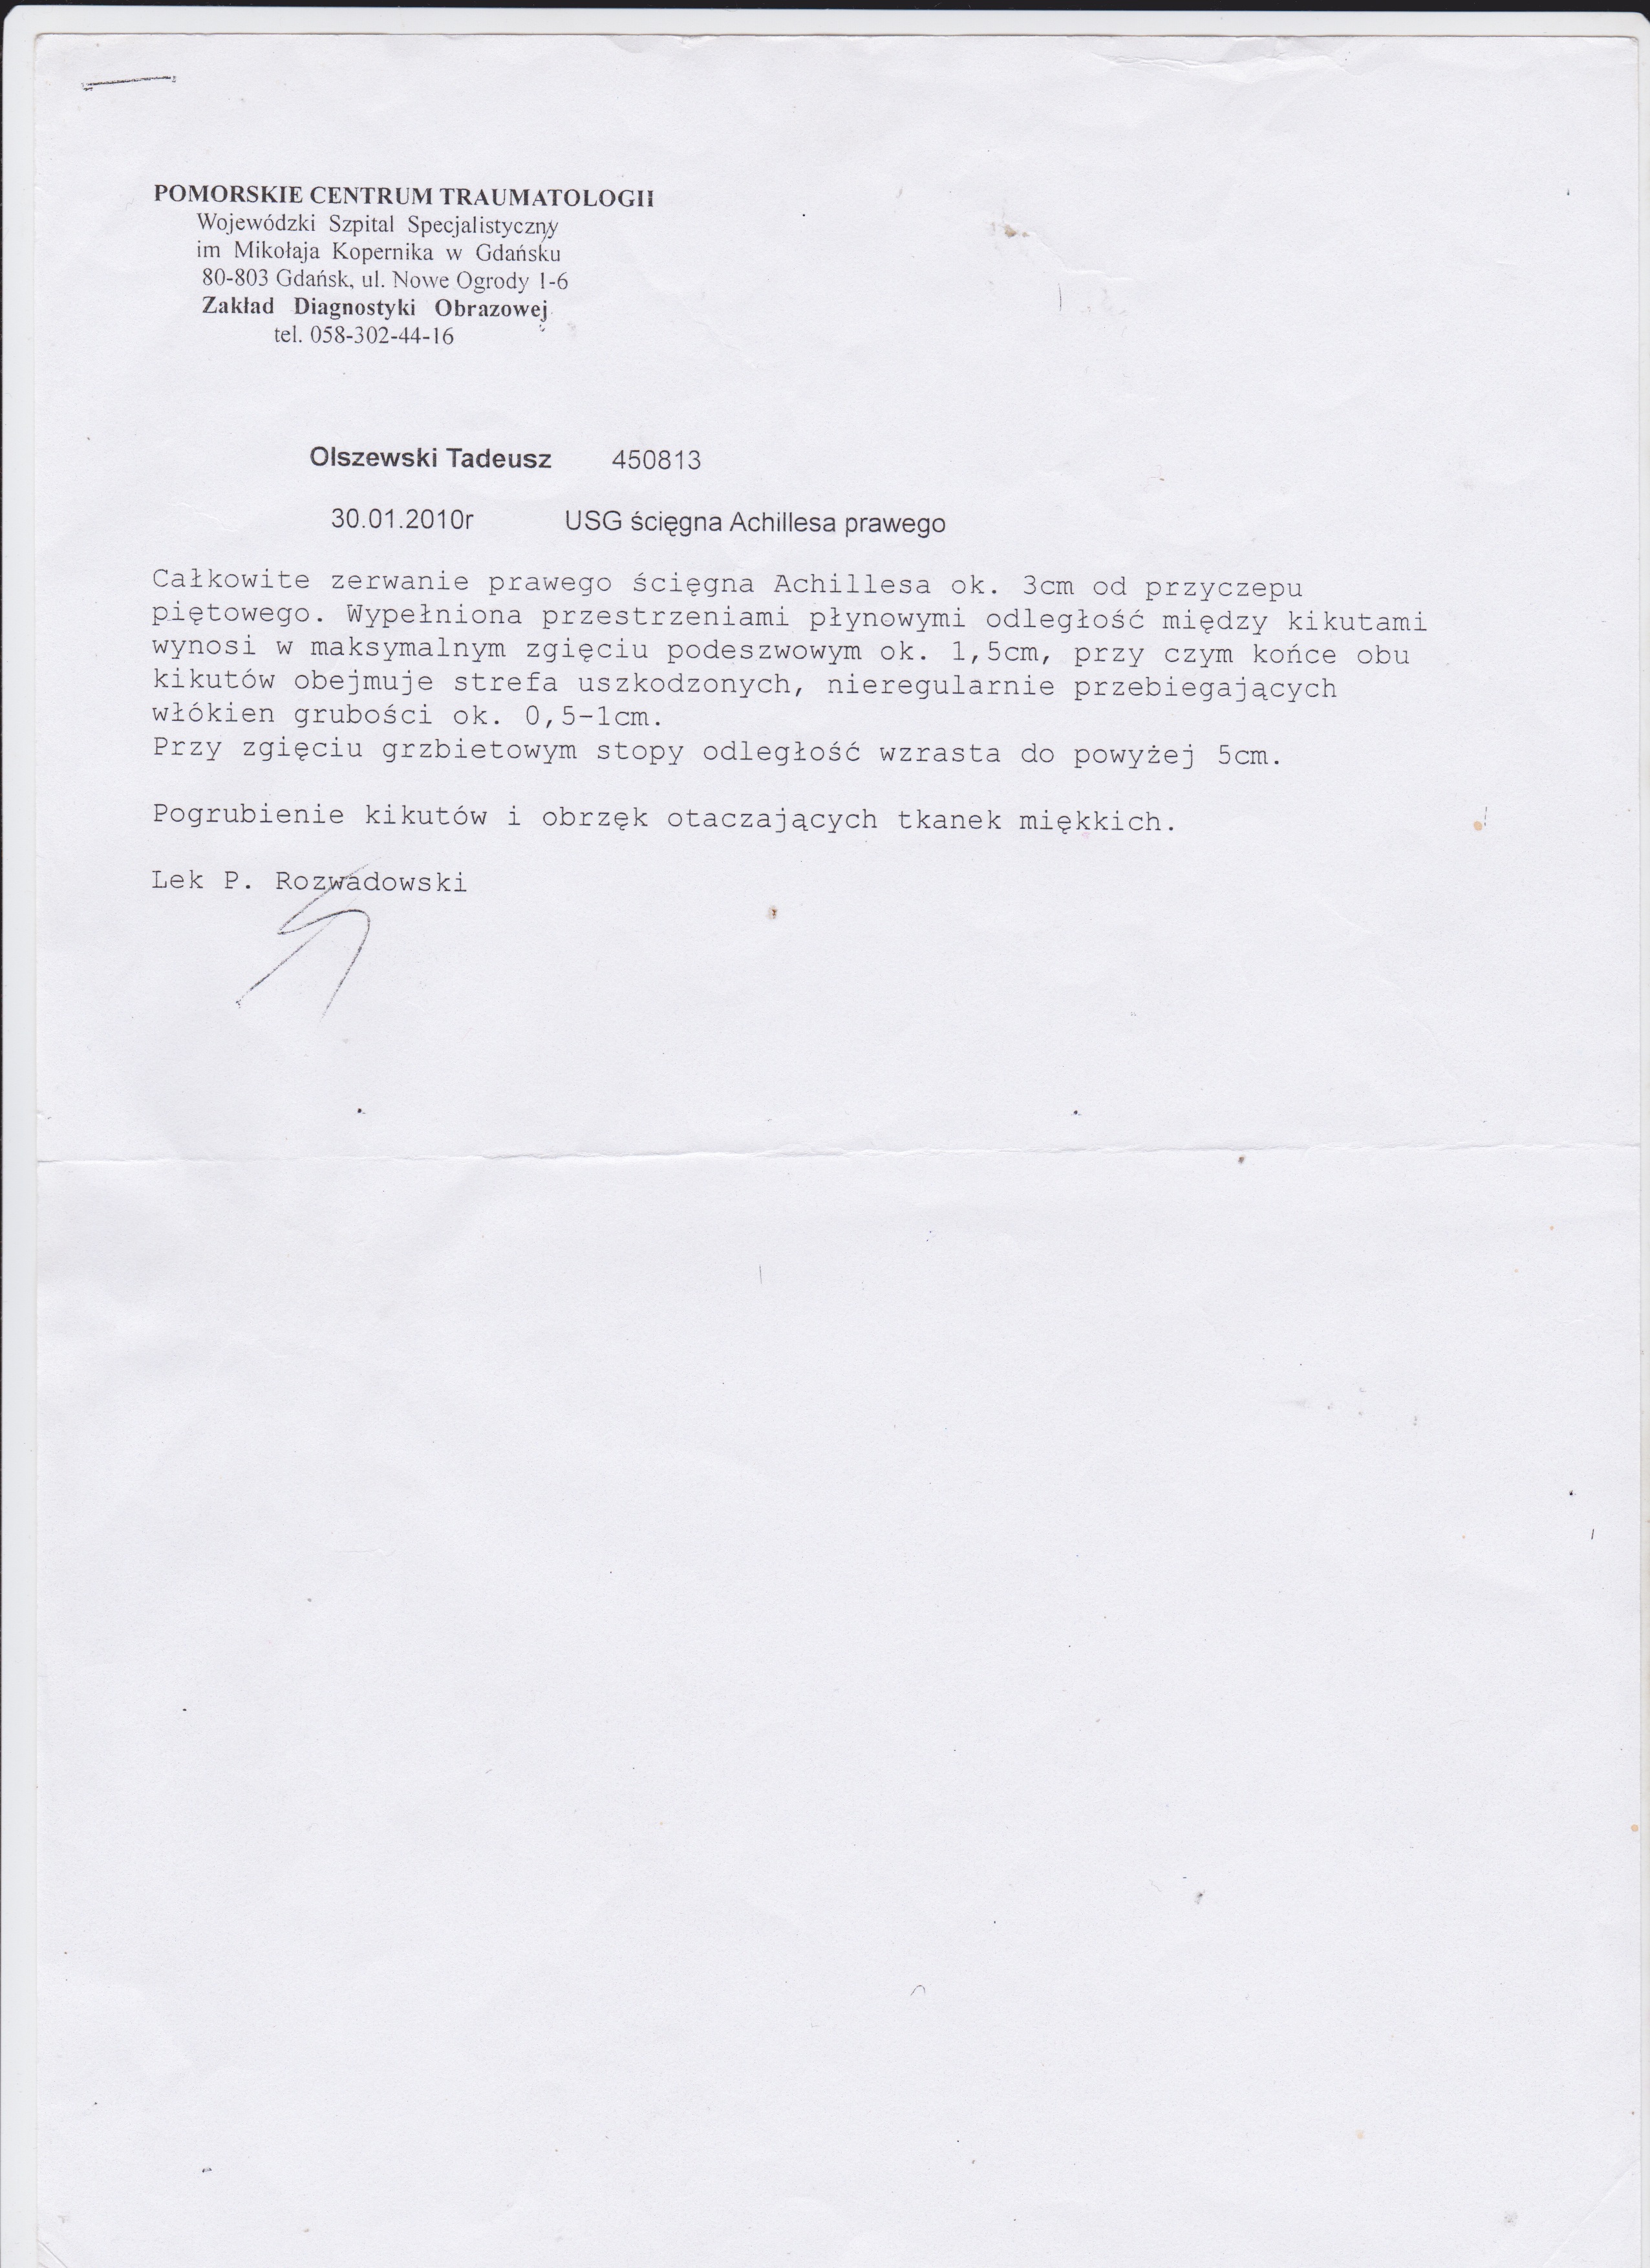 POMORSKIE CENTRUM TRAUMATOLOGII
Wojewódzki Szpital Specjalistyczny
im Mikołaja Kopernika w Gdańsku
80-803 Gdańsk, ul. Nowe Ogrody 1-6
Zakład Diagnostyki Obrazowej
tel. 058-302-44-16
Olszewski Tadeusz 450813
30.01.2010r USG ścięgna Achillesa prawego
Całkowite zerwanie prawego ścięgna Achillesa ok. 3cm od przyczepu
piętowego. Wypełniona przestrzeniami płynowymi odległość między kikutami
wynosi w maksymalnym zgięciu podeszwowym ok. 1,5cm, przy czym końce obu
kikutów obejmuje strefa uszkodzonych, nieregularnie przebiegających
włókien grubości ok. 0,5-1cm.
Przy zgięciu grzbietowym stopy odległość wzrasta do powyżej 5cm.
Pogrubienie kikutów i obrzęk otaczających tkanek miękkich.
Lek P. Rozwadowski